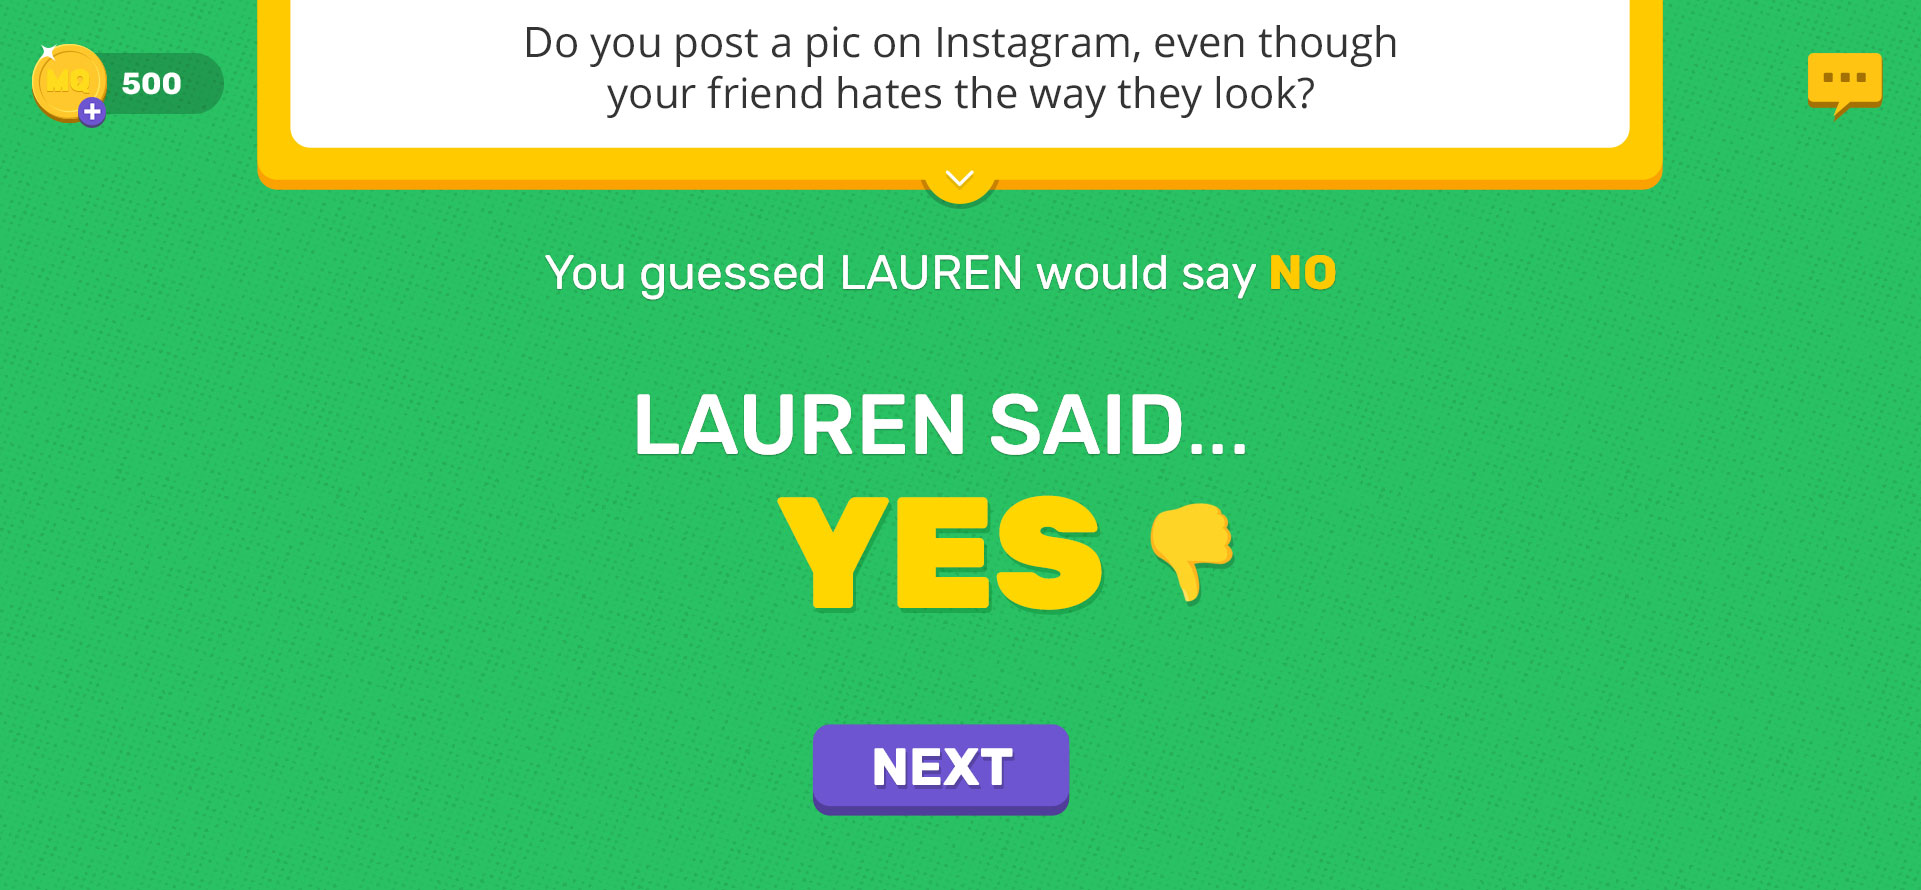 Do you post a pic on Instagram, even though
your friend hates the way they look?
MQ
500
You guessed LAUREN would say NO
LAUREN SAID...
YES
NEXT